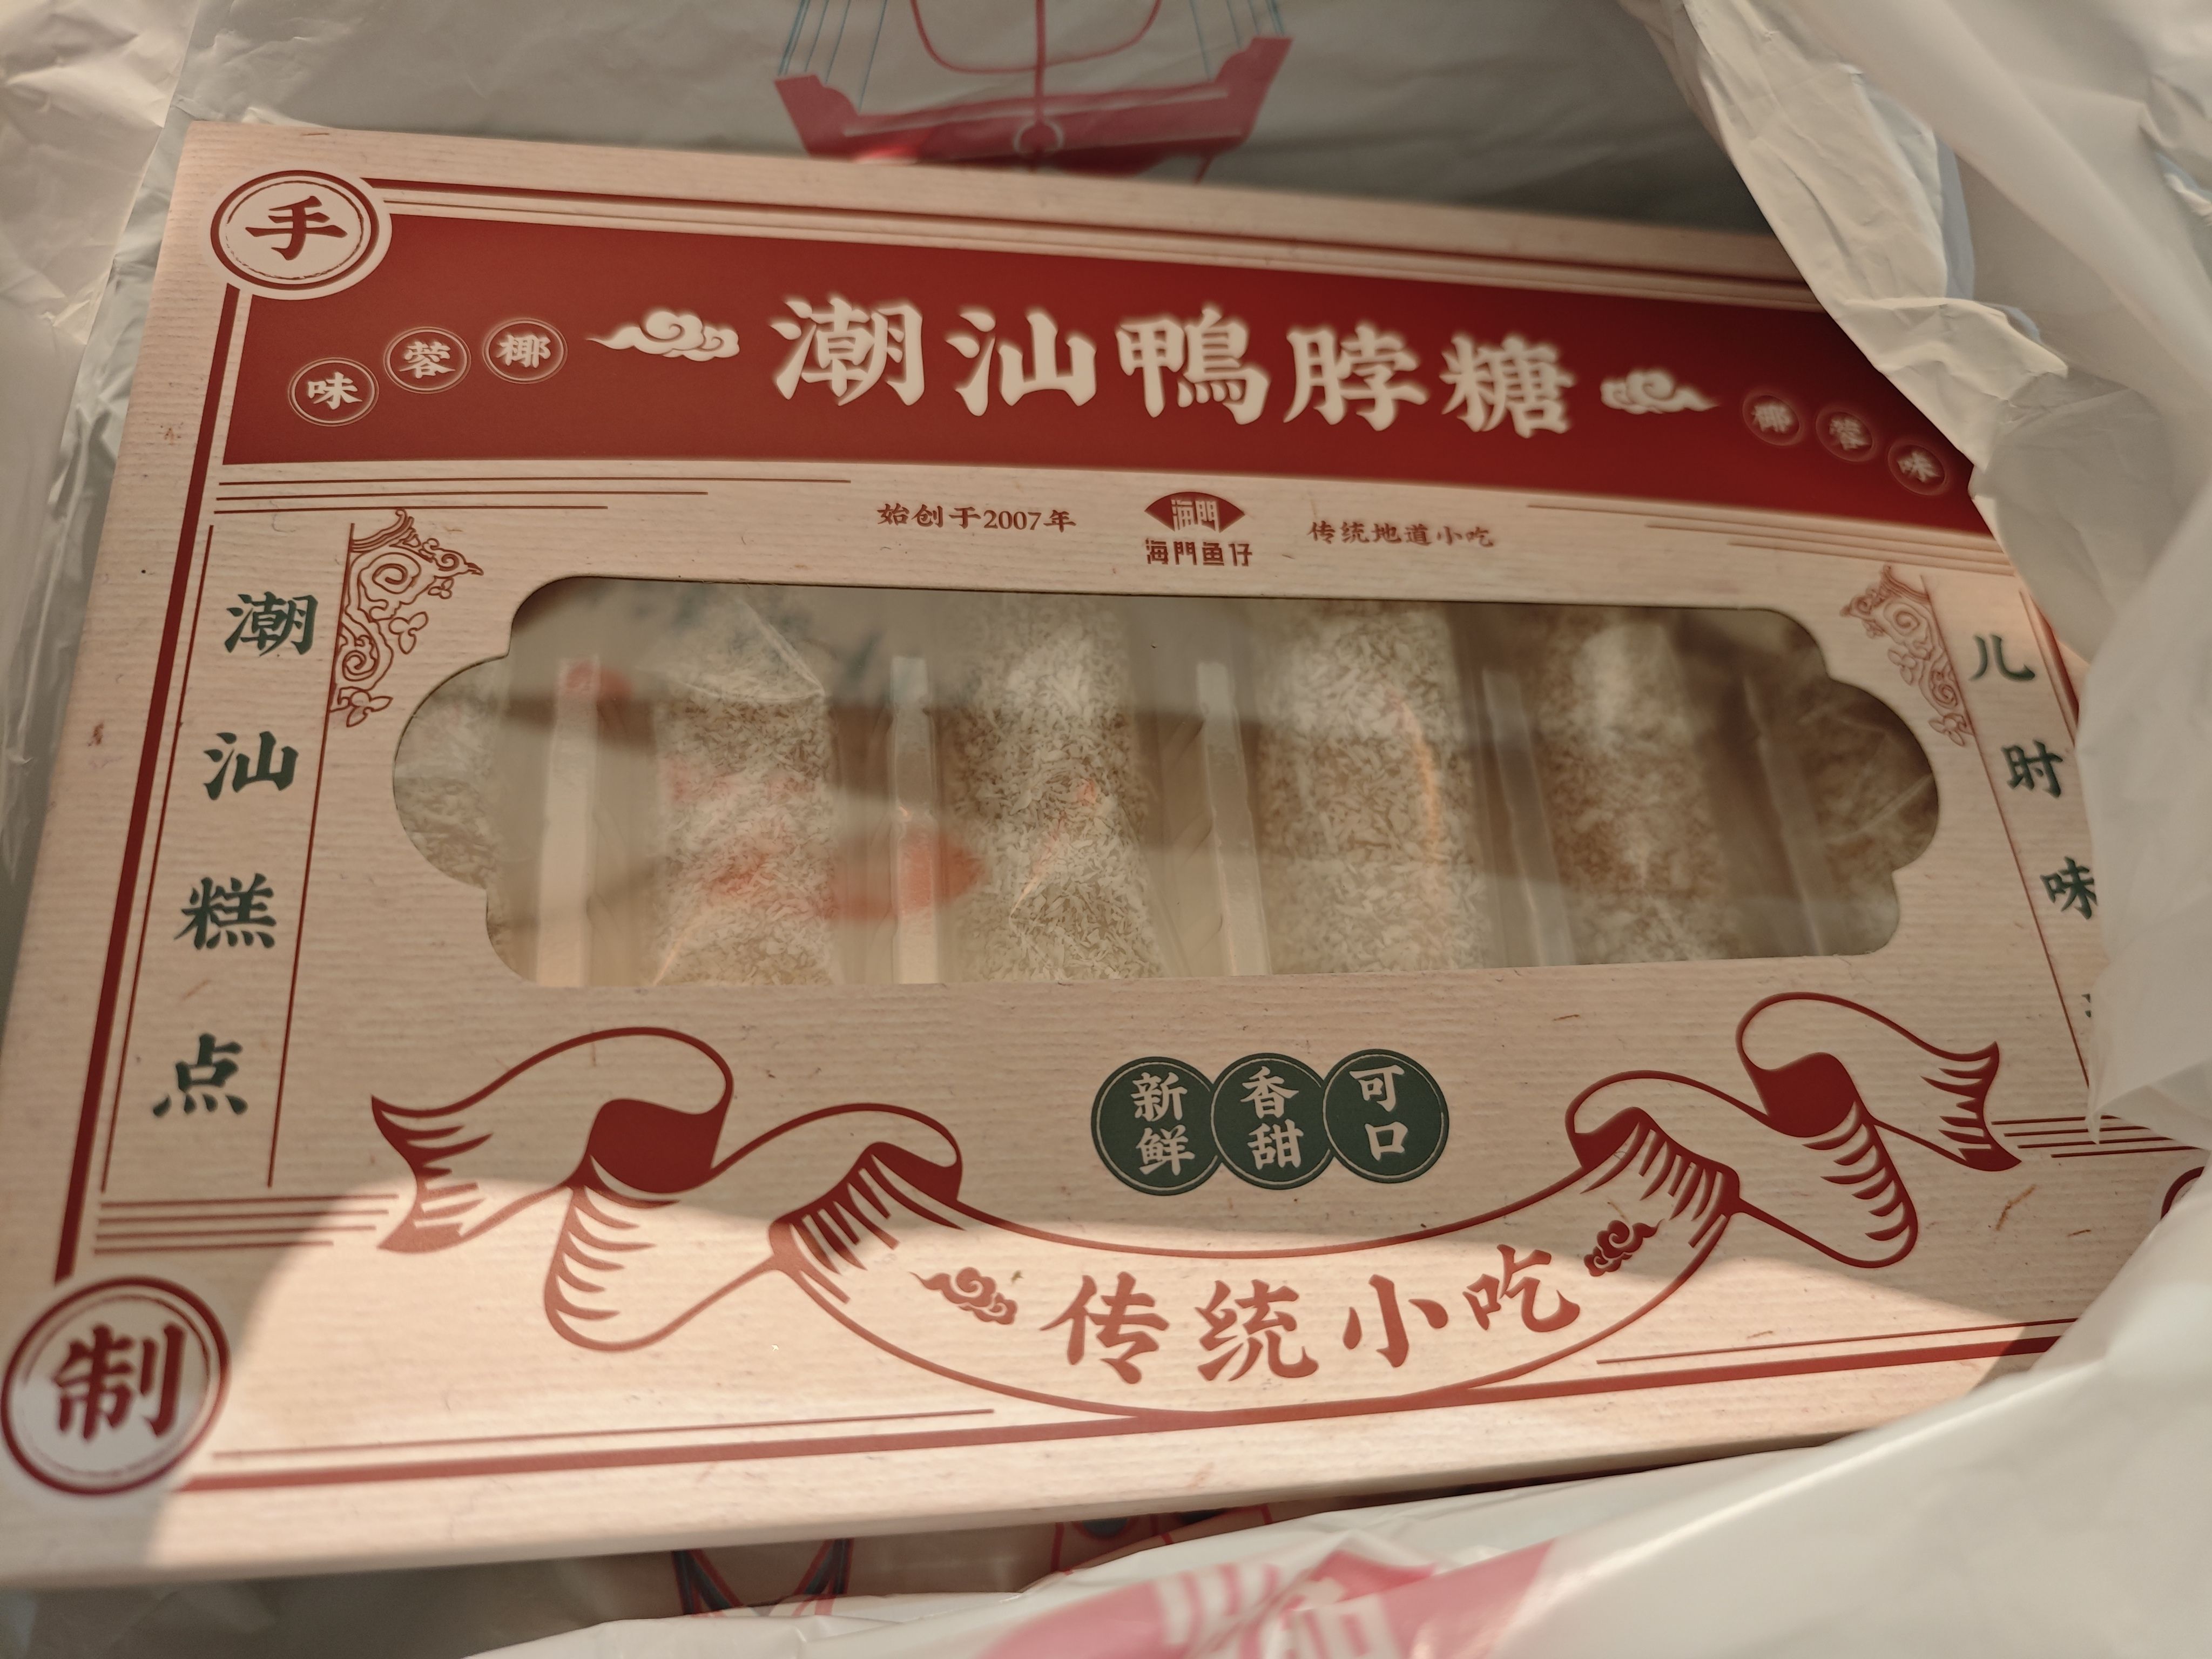 手
味蓉椰
潮汕鴨脖糖
椰蓉味
始创于2007年
海門
海門鱼仔
传统地道小吃
潮汕糕点
儿时味
新鲜
香甜
可口
传统小吃
制